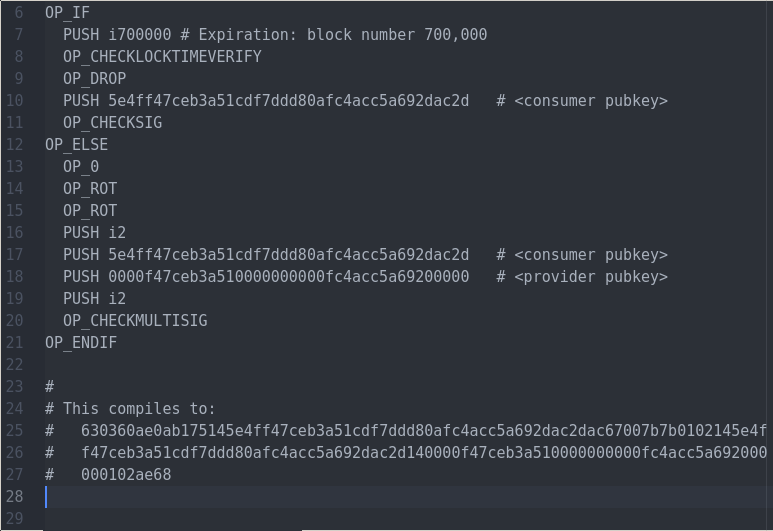 6 OP_IF
7 PUSH i700000 # Expiration: block number 700,000
8 OP_CHECKLOCKTIMEVERIFY
9 OP_DROP
10 PUSH 5e4ff47ceb3a51cdf7ddd80afc4acc5a692dac2d # <consumer pubkey>
11 OP_CHECKSIG
12 OP_ELSE
13 OP_0
14 OP_ROT
15 OP_ROT
16 PUSH i2
17 PUSH 5e4ff47ceb3a51cdf7ddd80afc4acc5a692dac2d # <consumer pubkey>
18 PUSH 0000f47ceb3a510000000000fc4acc5a69200000 # <provider pubkey>
19 PUSH i2
20 OP_CHECKMULTISIG
21 OP_ENDIF
22
23 #
24 # This compiles to:
25 # 630360ae0ab175145e4ff47ceb3a51cdf7ddd80afc4acc5a692dac2dac67007b7b0102145e4f
26 # f47ceb3a51cdf7ddd80afc4acc5a692dac2d140000f47ceb3a510000000000fc4acc5a692000
27 # 000102ae68
28
29